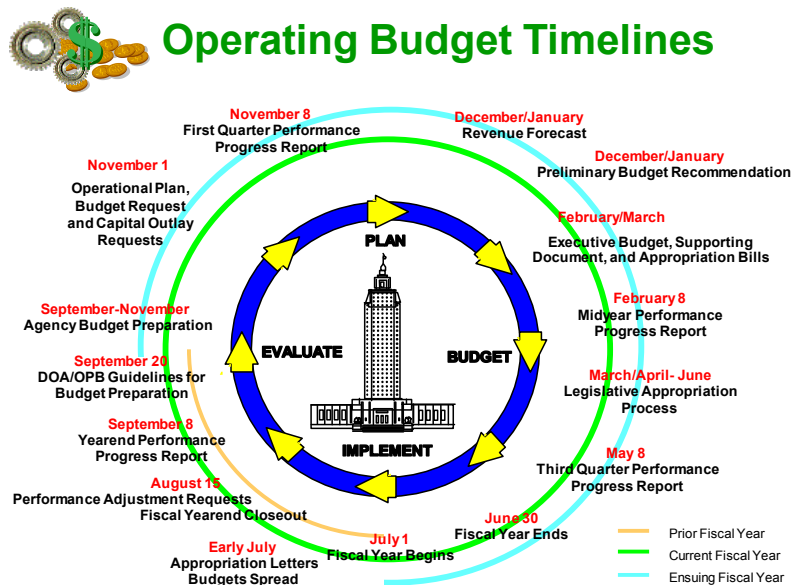 $
Operating Budget Timelines
November 8
First Quarter Performance
Progress Report
December/January
Revenue Forecast
December/January
Preliminary Budget Recommendation
November 1
Operational Plan,
Budget Request
and Capital Outlay
Requests
February/March
Executive Budget, Supporting
Document, and Appropriation Bills
PLAN
September-November
Agency Budget Preparation
February 8
Midyear Performance
Progress Report
EVALUATE
BUDGET
September 20
DOA/OPB Guidelines for
Budget Preparation
March/April- June
Legislative Appropriation
Process
September 8
Yearend Performance
Progress Report
IMPLEMENT
May 8
Third Quarter Performance
Progress Report
August 15
Performance Adjustment Requests
Fiscal Yearend Closeout
June 30
Fiscal Year Ends
July 1
Fiscal Year Begins
Early July
Appropriation Letters
Budgets Spread
Prior Fiscal Year
Current Fiscal Year
Ensuing Fiscal Year